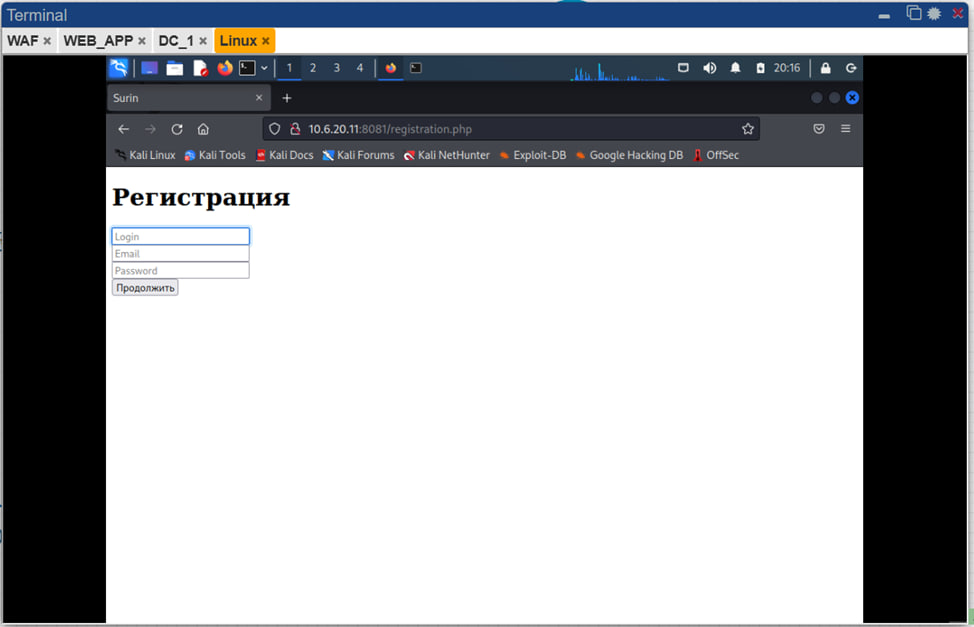 Terminal
WAF × WEB_APP × DC_1 × Linux ×
1 2 3 4 20:16
Surin
10.6.20.11:8081/registration.php
Kali Linux Kali Tools Kali Docs Kali Forums Kali NetHunter Exploit-DB Google Hacking DB OffSec
Регистрация
Login
Email
Password
Продолжить